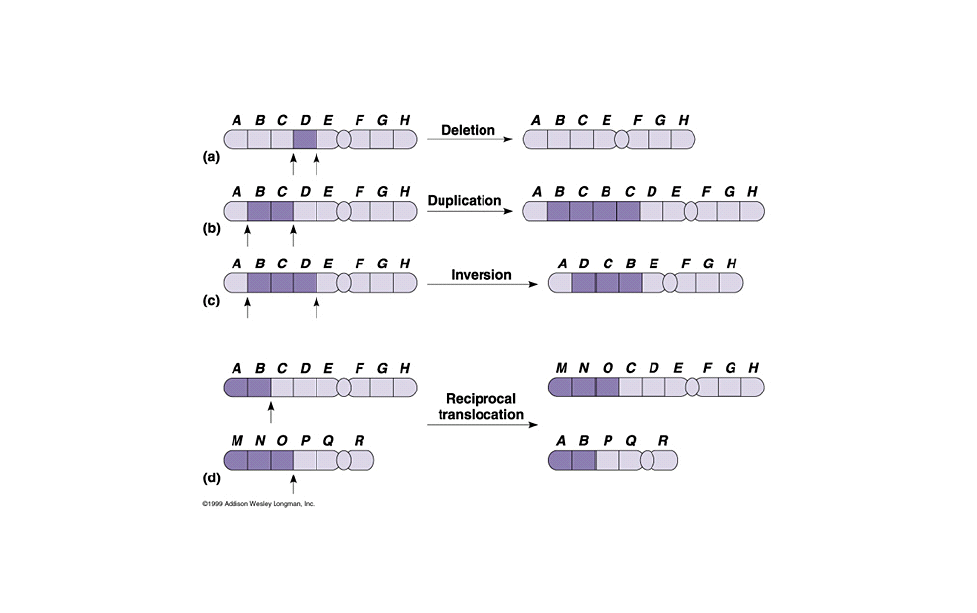 A B C D E F G H
Deletion
A B C E F G H
(a)
A B C D E F G H
Duplication
A B C B C D E F G H
(b)
A B C D E F G H
Inversion
A D C B E F G H
(c)
A B C D E F G H
Reciprocal
translocation
M N O C D E F G H
M N O P Q R
A B P Q R
(d)
©1999 Addison Wesley Longman, Inc.